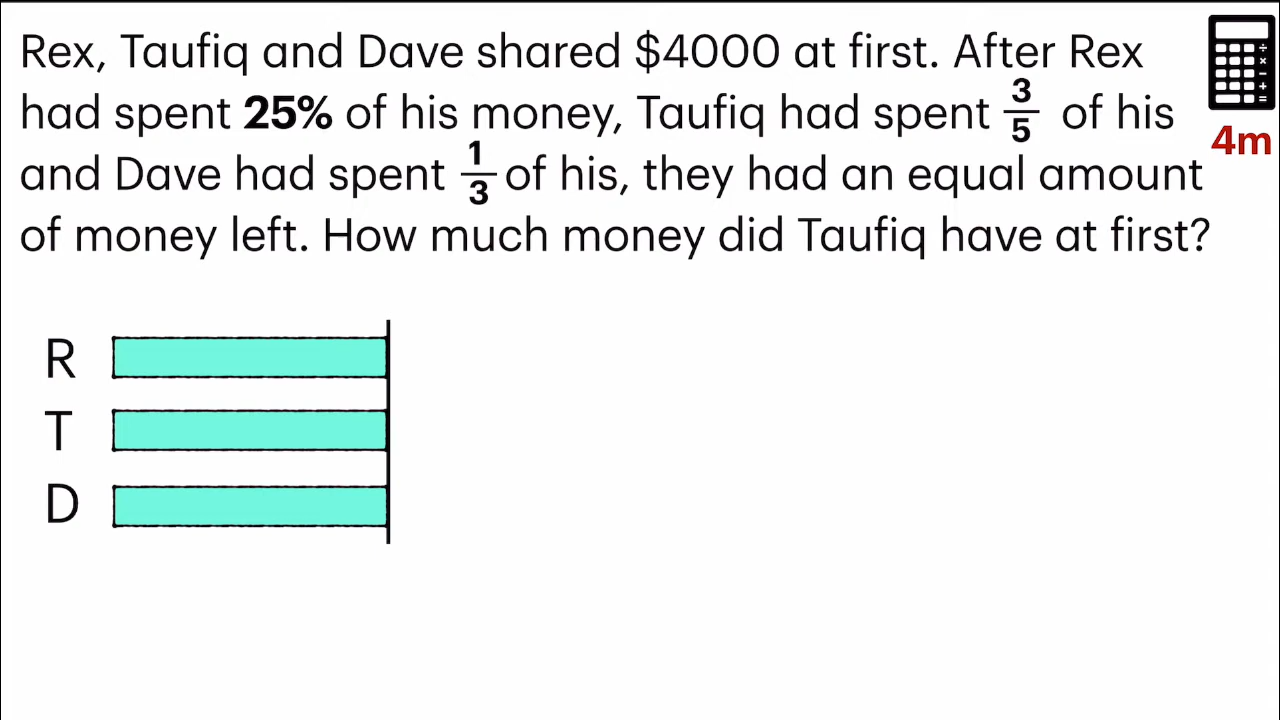 Rex, Taufiq and Dave shared $4000 at first. After Rex
had spent 25% of his money, Taufiq had spent 3/5 of his
and Dave had spent 1/3 of his, they had an equal amount
of money left. How much money did Taufiq have at first?
÷
×
−
+
=
4m
R
T
D